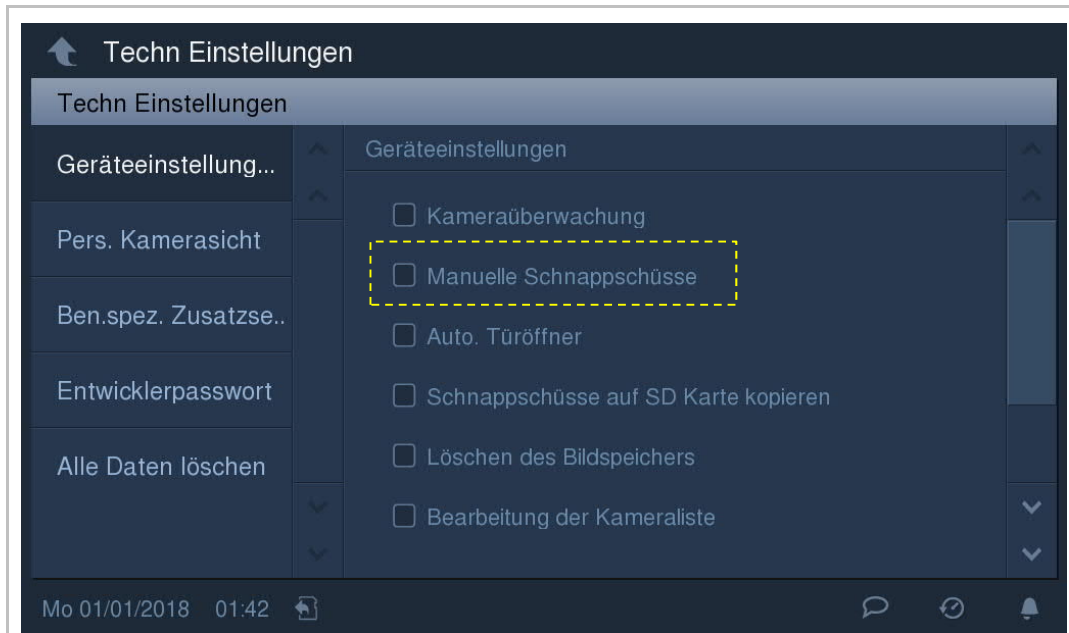 Techn Einstellungen
Techn Einstellungen
Geräteeinstellung...
Pers. Kamerasicht
Ben.spez. Zusatzse..
Entwicklerpasswort
Alle Daten löschen
Geräteeinstellungen
Kameraüberwachung
Manuelle Schnappschüsse
Auto. Türöffner
Schnappschüsse auf SD Karte kopieren
Löschen des Bildspeichers
Bearbeitung der Kameraliste
Mo 01/01/2018 01:42